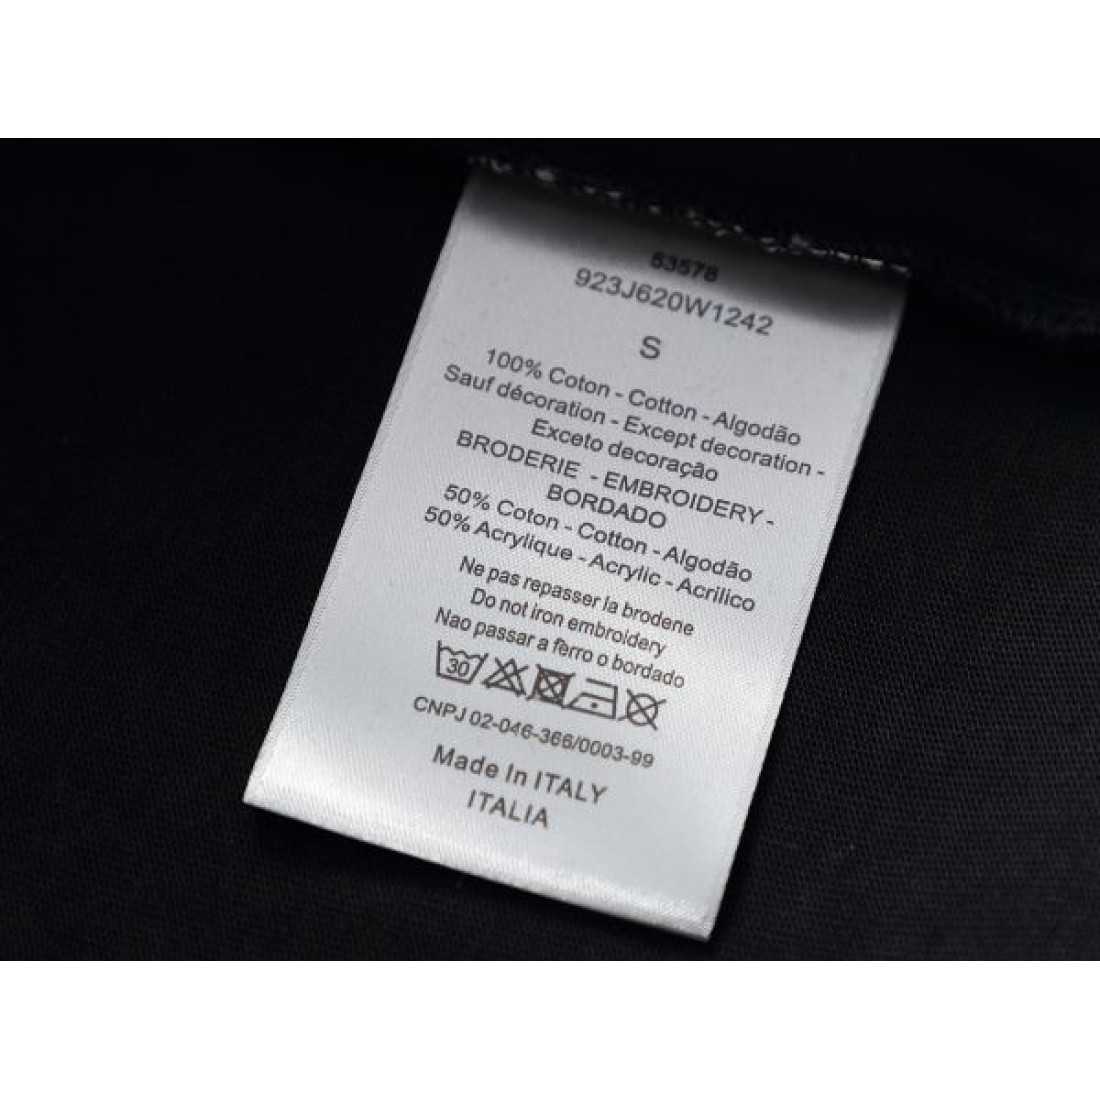 53578
923J620W1242
S
100% Coton - Cotton - Algodão
Sauf décoration - Except decoration -
Exceto decoração
BRODERIE - EMBROIDERY -
BORDADO
50% Coton - Cotton - Algodão
50% Acrylique - Acrylic - Acrilico
Ne pas repasser la brodene
Do not iron embroidery
Nao passar a ferro o bordado
30
CNPJ 02-046-366/0003-99
Made In ITALY
ITALIA